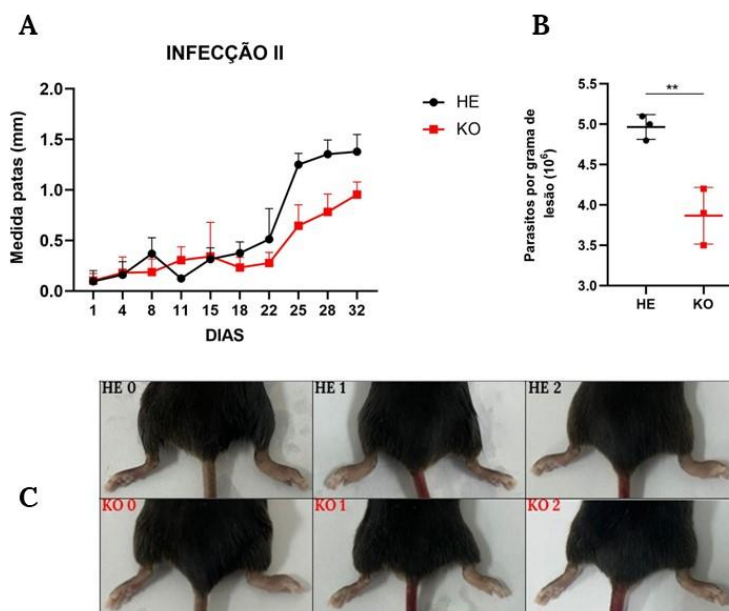 A
INFECÇÃO II
Medida patas (mm)
2.0
1.5
1.0
0.5
0.0
1 4 8 11 15 18 22 25 28 32
DIAS
HE
KO
B
**
Parasitos por grama de
lesão (10⁶)
5.5
5.0
4.5
4.0
3.5
3.0
HE KO
C
HE 0 HE 1 HE 2
KO 0 KO 1 KO 2